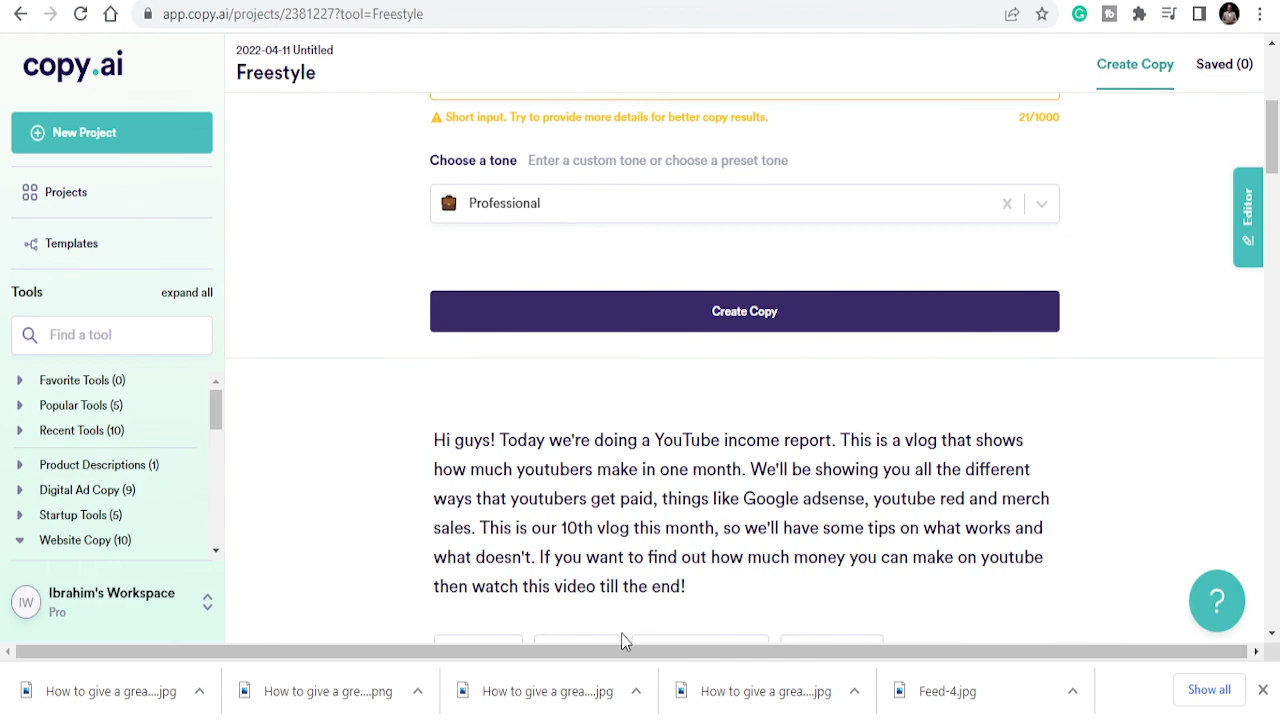 app.copy.ai/projects/2381227?tool=Freestyle
copy.ai
2022-04-11 Untitled
Freestyle
Create Copy
Saved (0)
New Project
Projects
Templates
Tools
expand all
Find a tool
Favorite Tools (0)
Popular Tools (5)
Recent Tools (10)
Product Descriptions (1)
Digital Ad Copy (9)
Startup Tools (5)
Website Copy (10)
IW
Ibrahim's Workspace
Pro
Short input. Try to provide more details for better copy results.
21/1000
Choose a tone Enter a custom tone or choose a preset tone
Professional
Create Copy
Editor
Hi guys! Today we're doing a YouTube income report. This is a vlog that shows
how much youtubers make in one month. We'll be showing you all the different
ways that youtubers get paid, things like Google adsense, youtube red and merch
sales. This is our 10th vlog this month, so we'll have some tips on what works and
what doesn't. If you want to find out how much money you can make on youtube
then watch this video till the end!
?
How to give a grea....jpg
How to give a gre....png
How to give a grea....jpg
How to give a grea....jpg
Feed-4.jpg
Show all